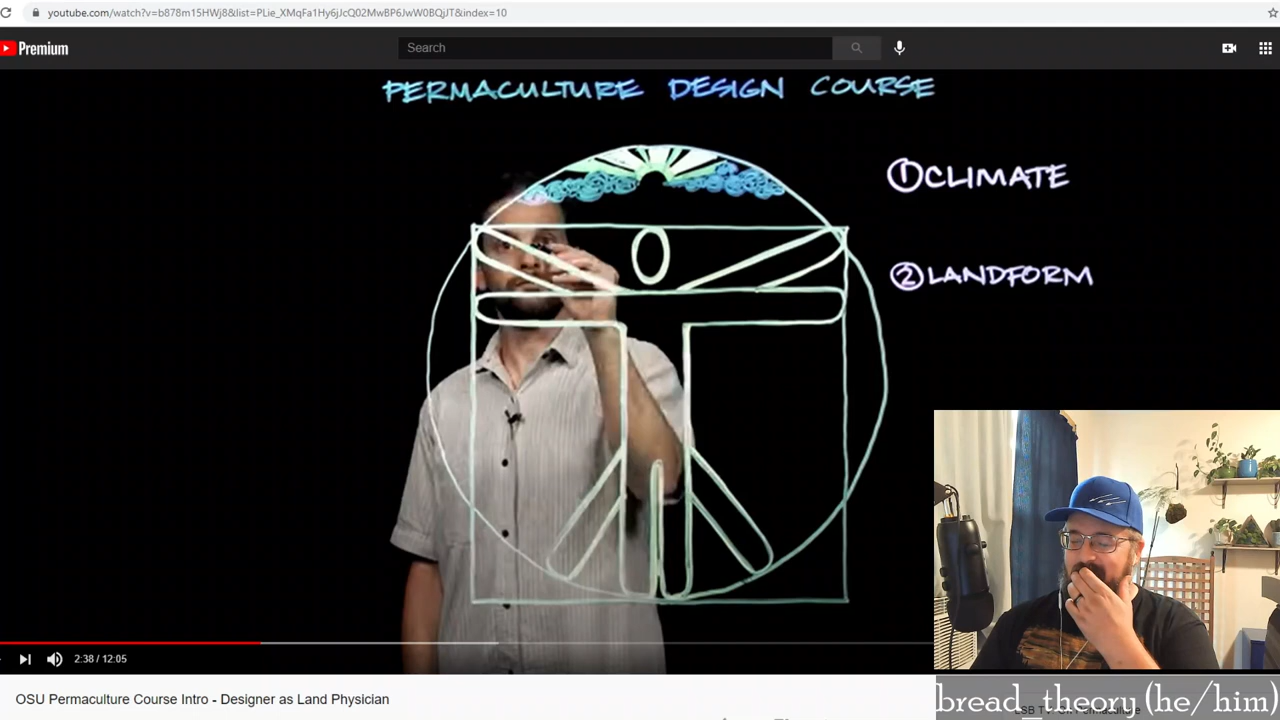 youtube.com/watch?v=b878m15HWj8&list=PLie_XMqFa1Hy6jJcQ02MwBP6JwW0BQjJT&index=10
Premium
Search
PERMACULTURE DESIGN COURSE
①CLIMATE
②LANDFORM
2:38 / 12:05
OSU Permaculture Course Intro - Designer as Land Physician
bread_theory (he/him)